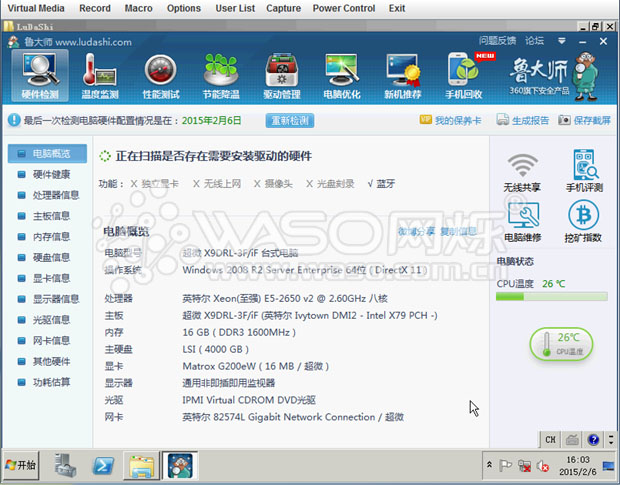 Virtual Media Record Macro Options User List Capture Power Control Exit
LuDaShi
鲁大师 www.ludashi.com 问题反馈 论坛
硬件检测 温度监测 性能测试 节能降温 驱动管理 电脑优化 新机推荐 手机回收 NEW 鲁大师
360旗下安全产品
最后一次检测电脑硬件配置情况是在：2015年2月6日 重新检测 VIP 我的保养卡 生成报告 保存截屏
电脑概览
硬件健康
处理器信息
主板信息
内存信息
硬盘信息
显卡信息
显示器信息
光驱信息
网卡信息
其他硬件
功耗估算
正在扫描是否存在需要安装驱动的硬件
功能： X 独立显卡 X 无线上网 X 摄像头 X 光盘刻录 √ 蓝牙
WASO网烁®
www.waso.com.cn
电脑概览 微博分享 复制信息
电脑型号 超微 X9DRL-3F/iF 台式电脑
操作系统 Windows 2008 R2 Server Enterprise 64位 ( DirectX 11 )
处理器 英特尔 Xeon(至强) E5-2650 v2 @ 2.60GHz 八核
主板 超微 X9DRL-3F/iF (英特尔 Ivytown DMI2 - Intel X79 PCH -)
内存 16 GB ( DDR3 1600MHz )
主硬盘 LSI ( 4000 GB )
显卡 Matrox G200eW ( 16 MB / 超微 )
显示器 通用非即插即用监视器
光驱 IPMI Virtual CDROM DVD光驱
网卡 英特尔 82574L Gigabit Network Connection / 超微
无线共享 手机评测
电脑维修 挖矿指数
电脑状态
CPU温度 26 ℃
26℃
CPU温度
CH
开始 16:03
2015/2/6